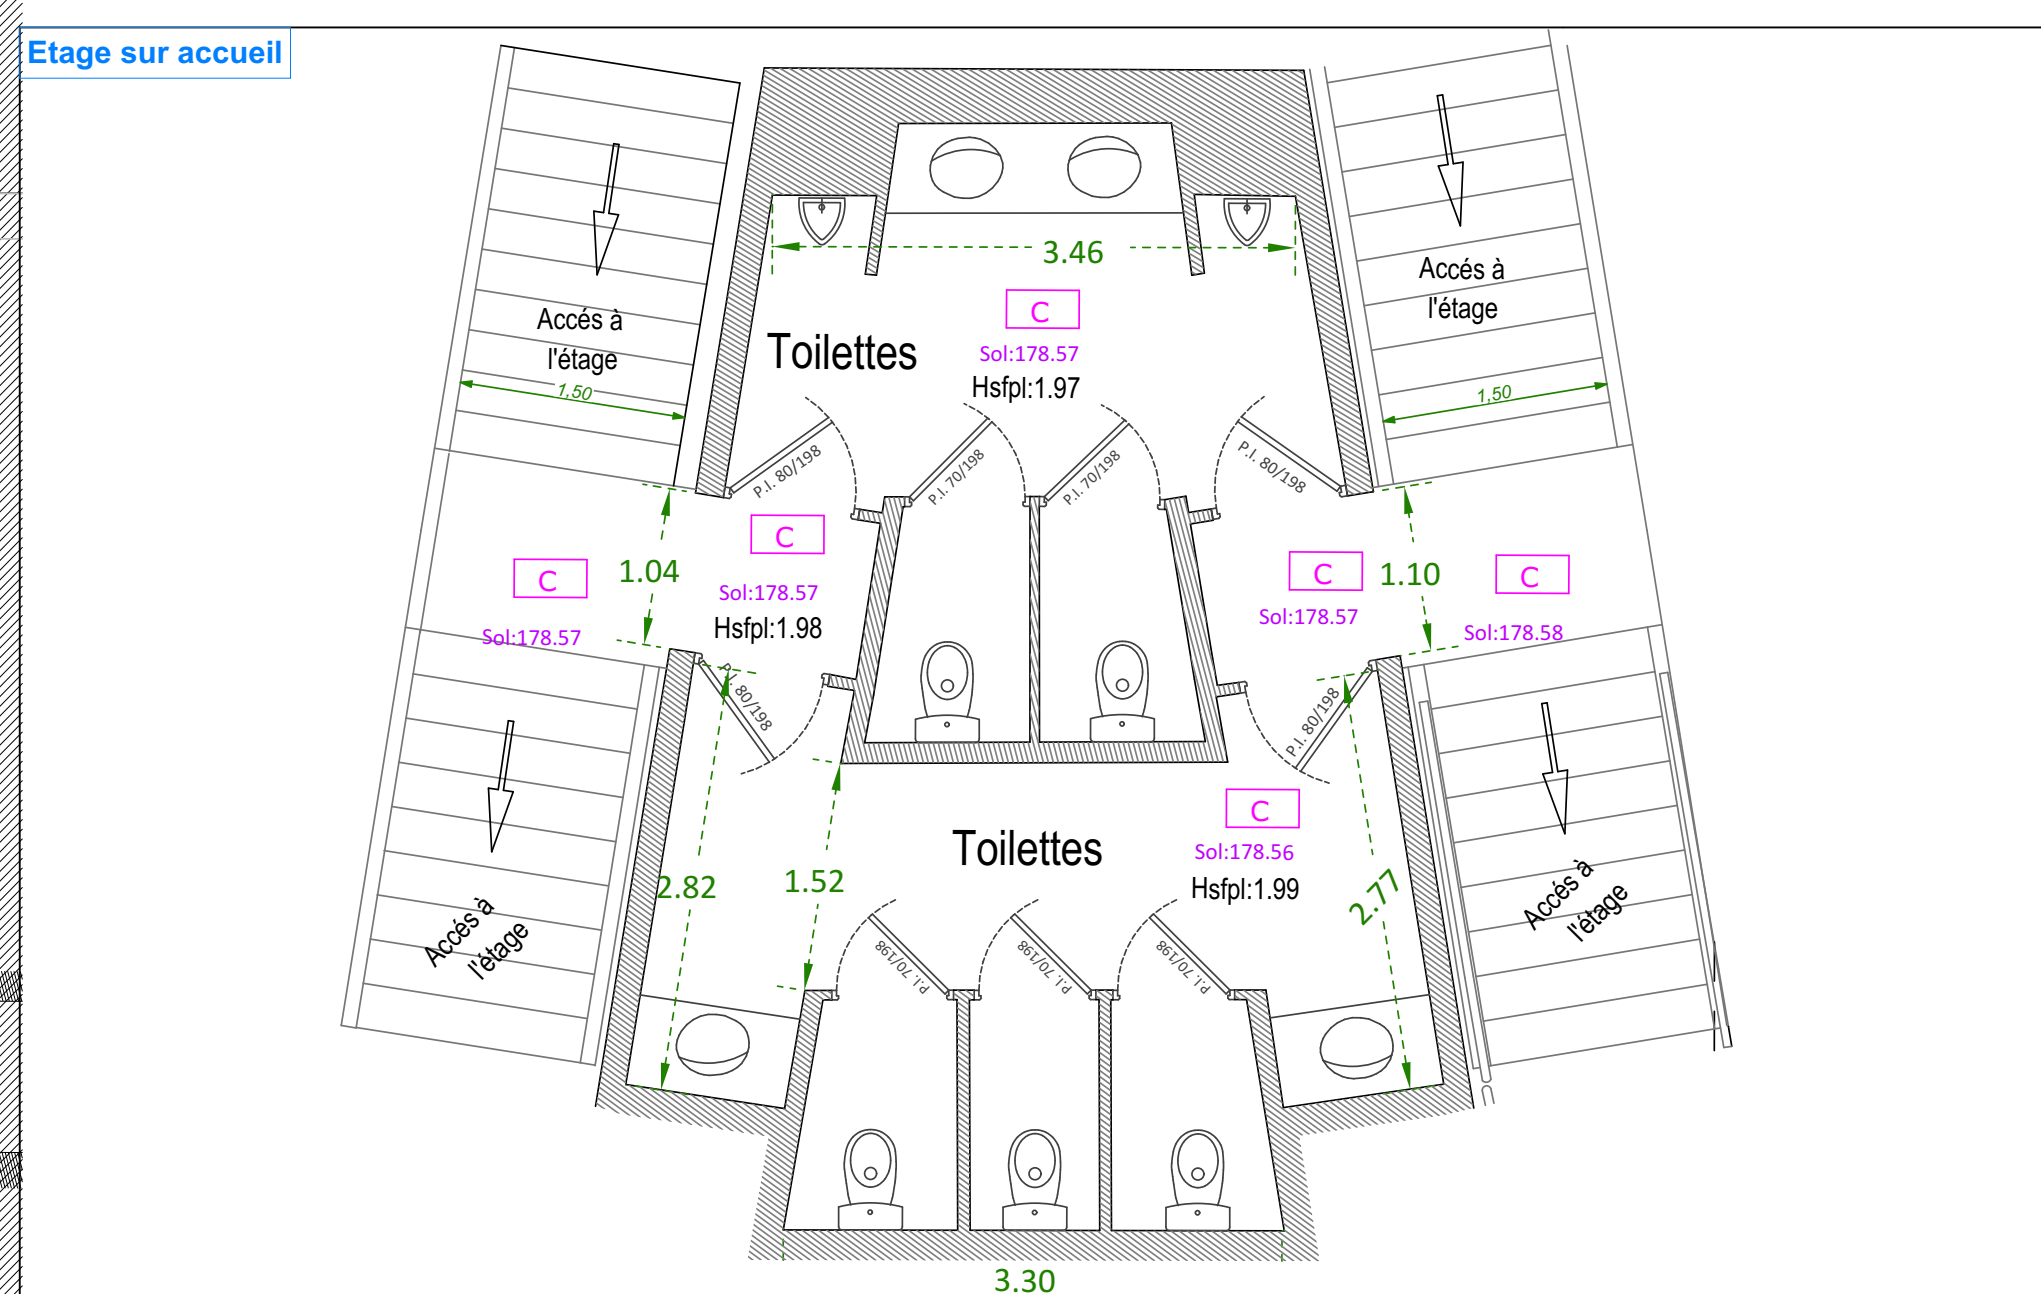 Etage sur accueil
3.46
Accés à
l'étage
Accés à
l'étage
C
Toilettes
Sol:178.57
Hsfpl:1.97
1,50
1,50
P.I. 80/198
P.I. 70/198
P.I. 70/198
P.I. 80/198
C
C
1.04
C
1.10
C
Sol:178.57
Hsfpl:1.98
Sol:178.57
Sol:178.57
Sol:178.58
P.I. 80/198
P.I. 80/198
C
Toilettes
Sol:178.56
Hsfpl:1.99
2.82
1.52
2.77
Accés à
l'étage
Accés à
l'étage
P.I. 70/198
P.I. 70/198
P.I. 70/198
3.30